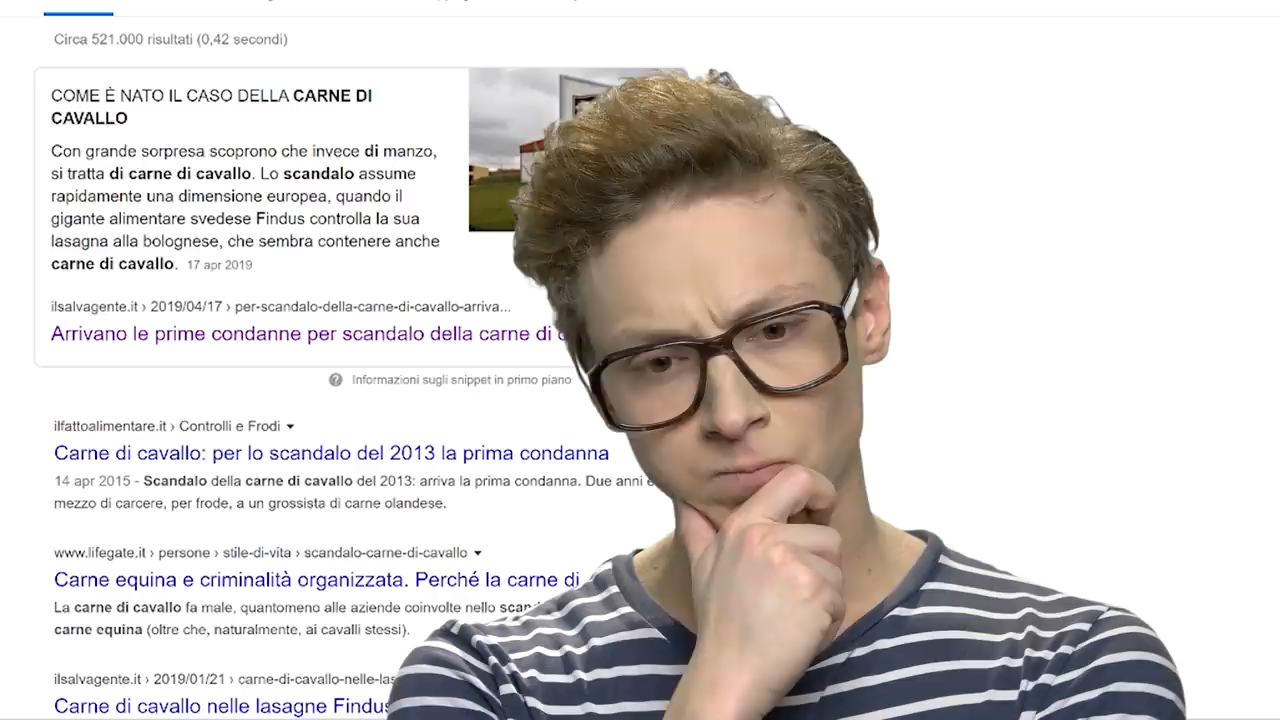 Circa 521.000 risultati (0,42 secondi)
COME È NATO IL CASO DELLA CARNE DI
CAVALLO
Con grande sorpresa scoprono che invece di manzo,
si tratta di carne di cavallo. Lo scandalo assume
rapidamente una dimensione europea, quando il
gigante alimentare svedese Findus controlla la sua
lasagna alla bolognese, che sembra contenere anche
carne di cavallo. 17 apr 2019
ilsalvagente.it › 2019/04/17 › per-scandalo-della-carne-di-cavallo-arriva...
Arrivano le prime condanne per scandalo della carne di
Informazioni sugli snippet in primo piano
ilfattoalimentare.it › Controlli e Frodi
Carne di cavallo: per lo scandalo del 2013 la prima condanna
14 apr 2015 - Scandalo della carne di cavallo del 2013: arriva la prima condanna. Due anni e
mezzo di carcere, per frode, a un grossista di carne olandese.
www.lifegate.it › persone › stile-di-vita › scandalo-carne-di-cavallo
Carne equina e criminalità organizzata. Perché la carne di
La carne di cavallo fa male, quantomeno alle aziende coinvolte nello
carne equina (oltre che, naturalmente, ai cavalli stessi).
ilsalvagente.it › 2019/01/21 › carne-di-cavallo-nelle-las
Carne di cavallo nelle lasagne Findus